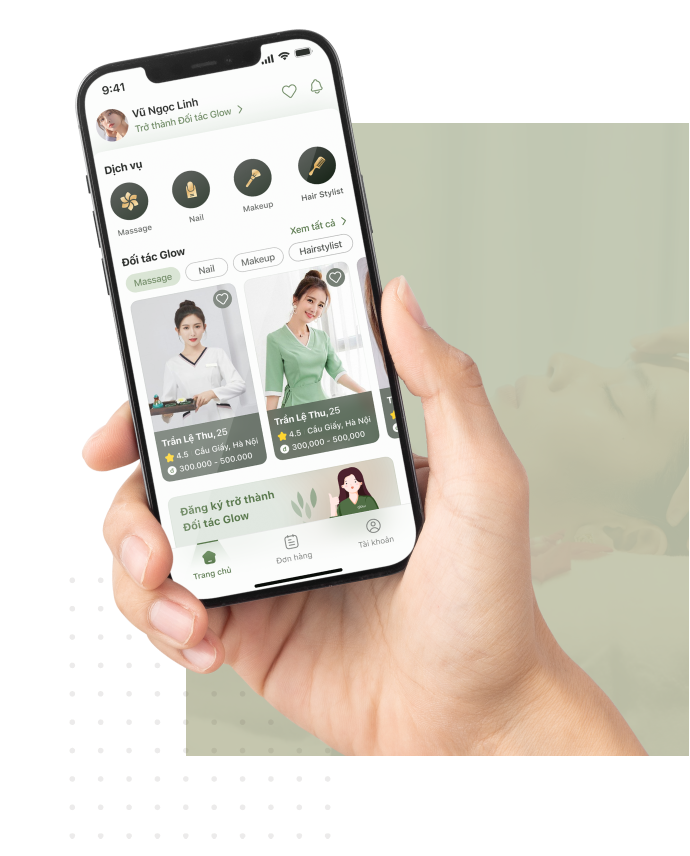 9:41
Vũ Ngọc Linh
Trở thành Đối tác Glow
Dịch vụ
Massage
Nail
Makeup
Hair Stylist
Đối tác Glow
Xem tất cả
Massage
Nail
Makeup
Hairstylist
Trần Lệ Thu, 25
4.5 Cầu Giấy, Hà Nội
300.000 - 500.000
Trần Lệ Thu, 25
4.5 Cầu Giấy, Hà Nội
300,000 - 500,000
Đăng ký trở thành
Đối tác Glow
Trang chủ
Đơn hàng
Tài khoản